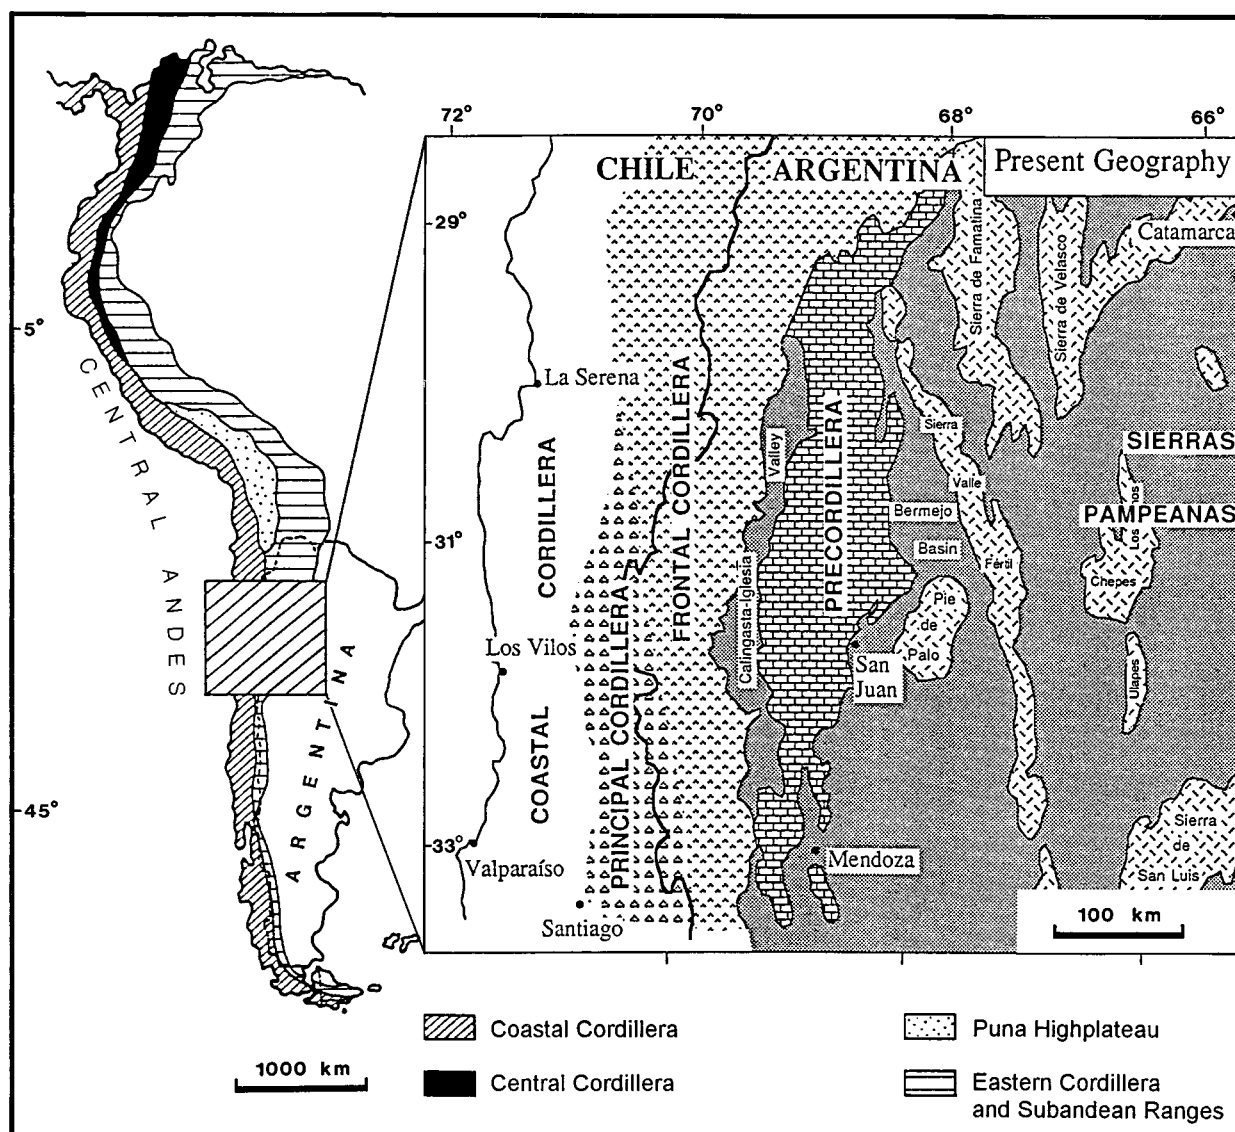 72°
70°
68°
66°
CHILE
ARGENTINA
Present Geography
29°
31°
33°
5°
45°
CENTRAL ANDES
ARGENTINA
La Serena
Los Vilos
Valparaíso
Santiago
COASTAL CORDILLERA
PRINCIPAL CORDILLERA
FRONTAL CORDILLERA
Calingasta-Iglesia
Valley
PRECORDILLERA
San
Juan
Mendoza
Bermejo
Basin
Pie
de
Palo
Sierra
Valle
Fértil
Sierra de Famatina
Sierra de Velasco
Catamarca
SIERRAS
PAMPEANAS
Los
Chepes
Ulapes
Sierra
de
San Luis
100 km
1000 km
Coastal Cordillera
Central Cordillera
Puna Highplateau
Eastern Cordillera
and Subandean Ranges